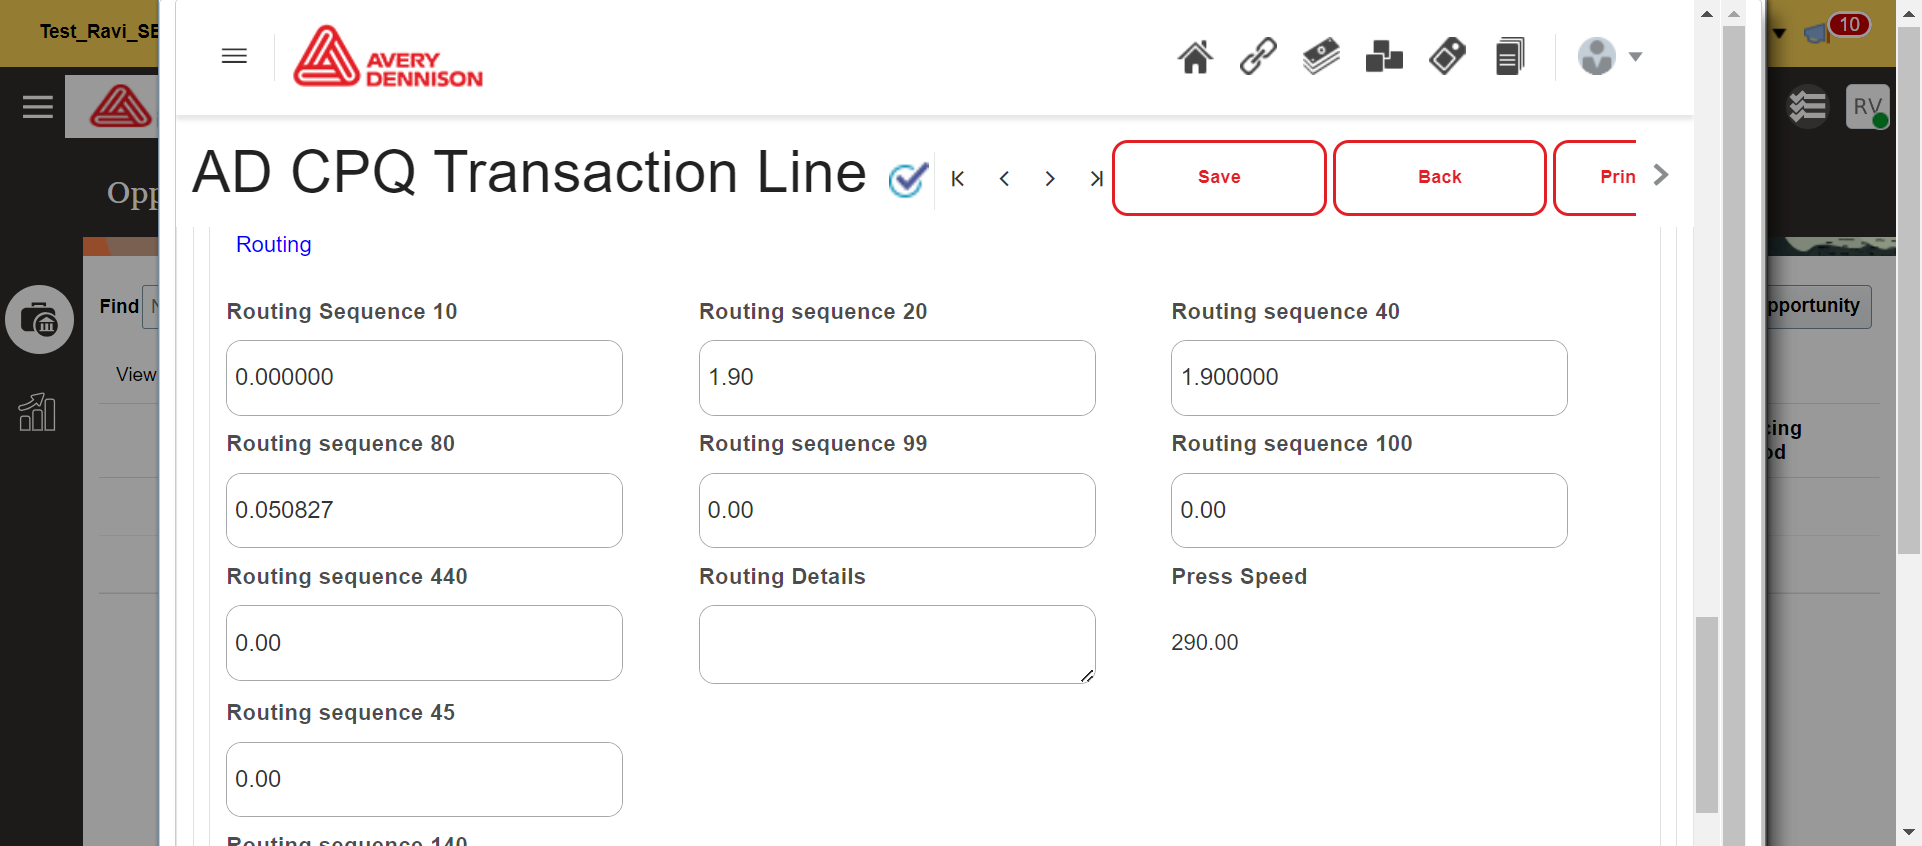 Test_Ravi_SE
10
AVERY
DENNISON
RV
AD CPQ Transaction Line
Save
Back
Prin
Opp
Routing
Find
pportunity
View
Routing Sequence 10
Routing sequence 20
Routing sequence 40
0.000000
1.90
1.900000
Routing sequence 80
Routing sequence 99
Routing sequence 100
cing
od
0.050827
0.00
0.00
Routing sequence 440
Routing Details
Press Speed
0.00
290.00
Routing sequence 45
0.00
Routing sequence 140